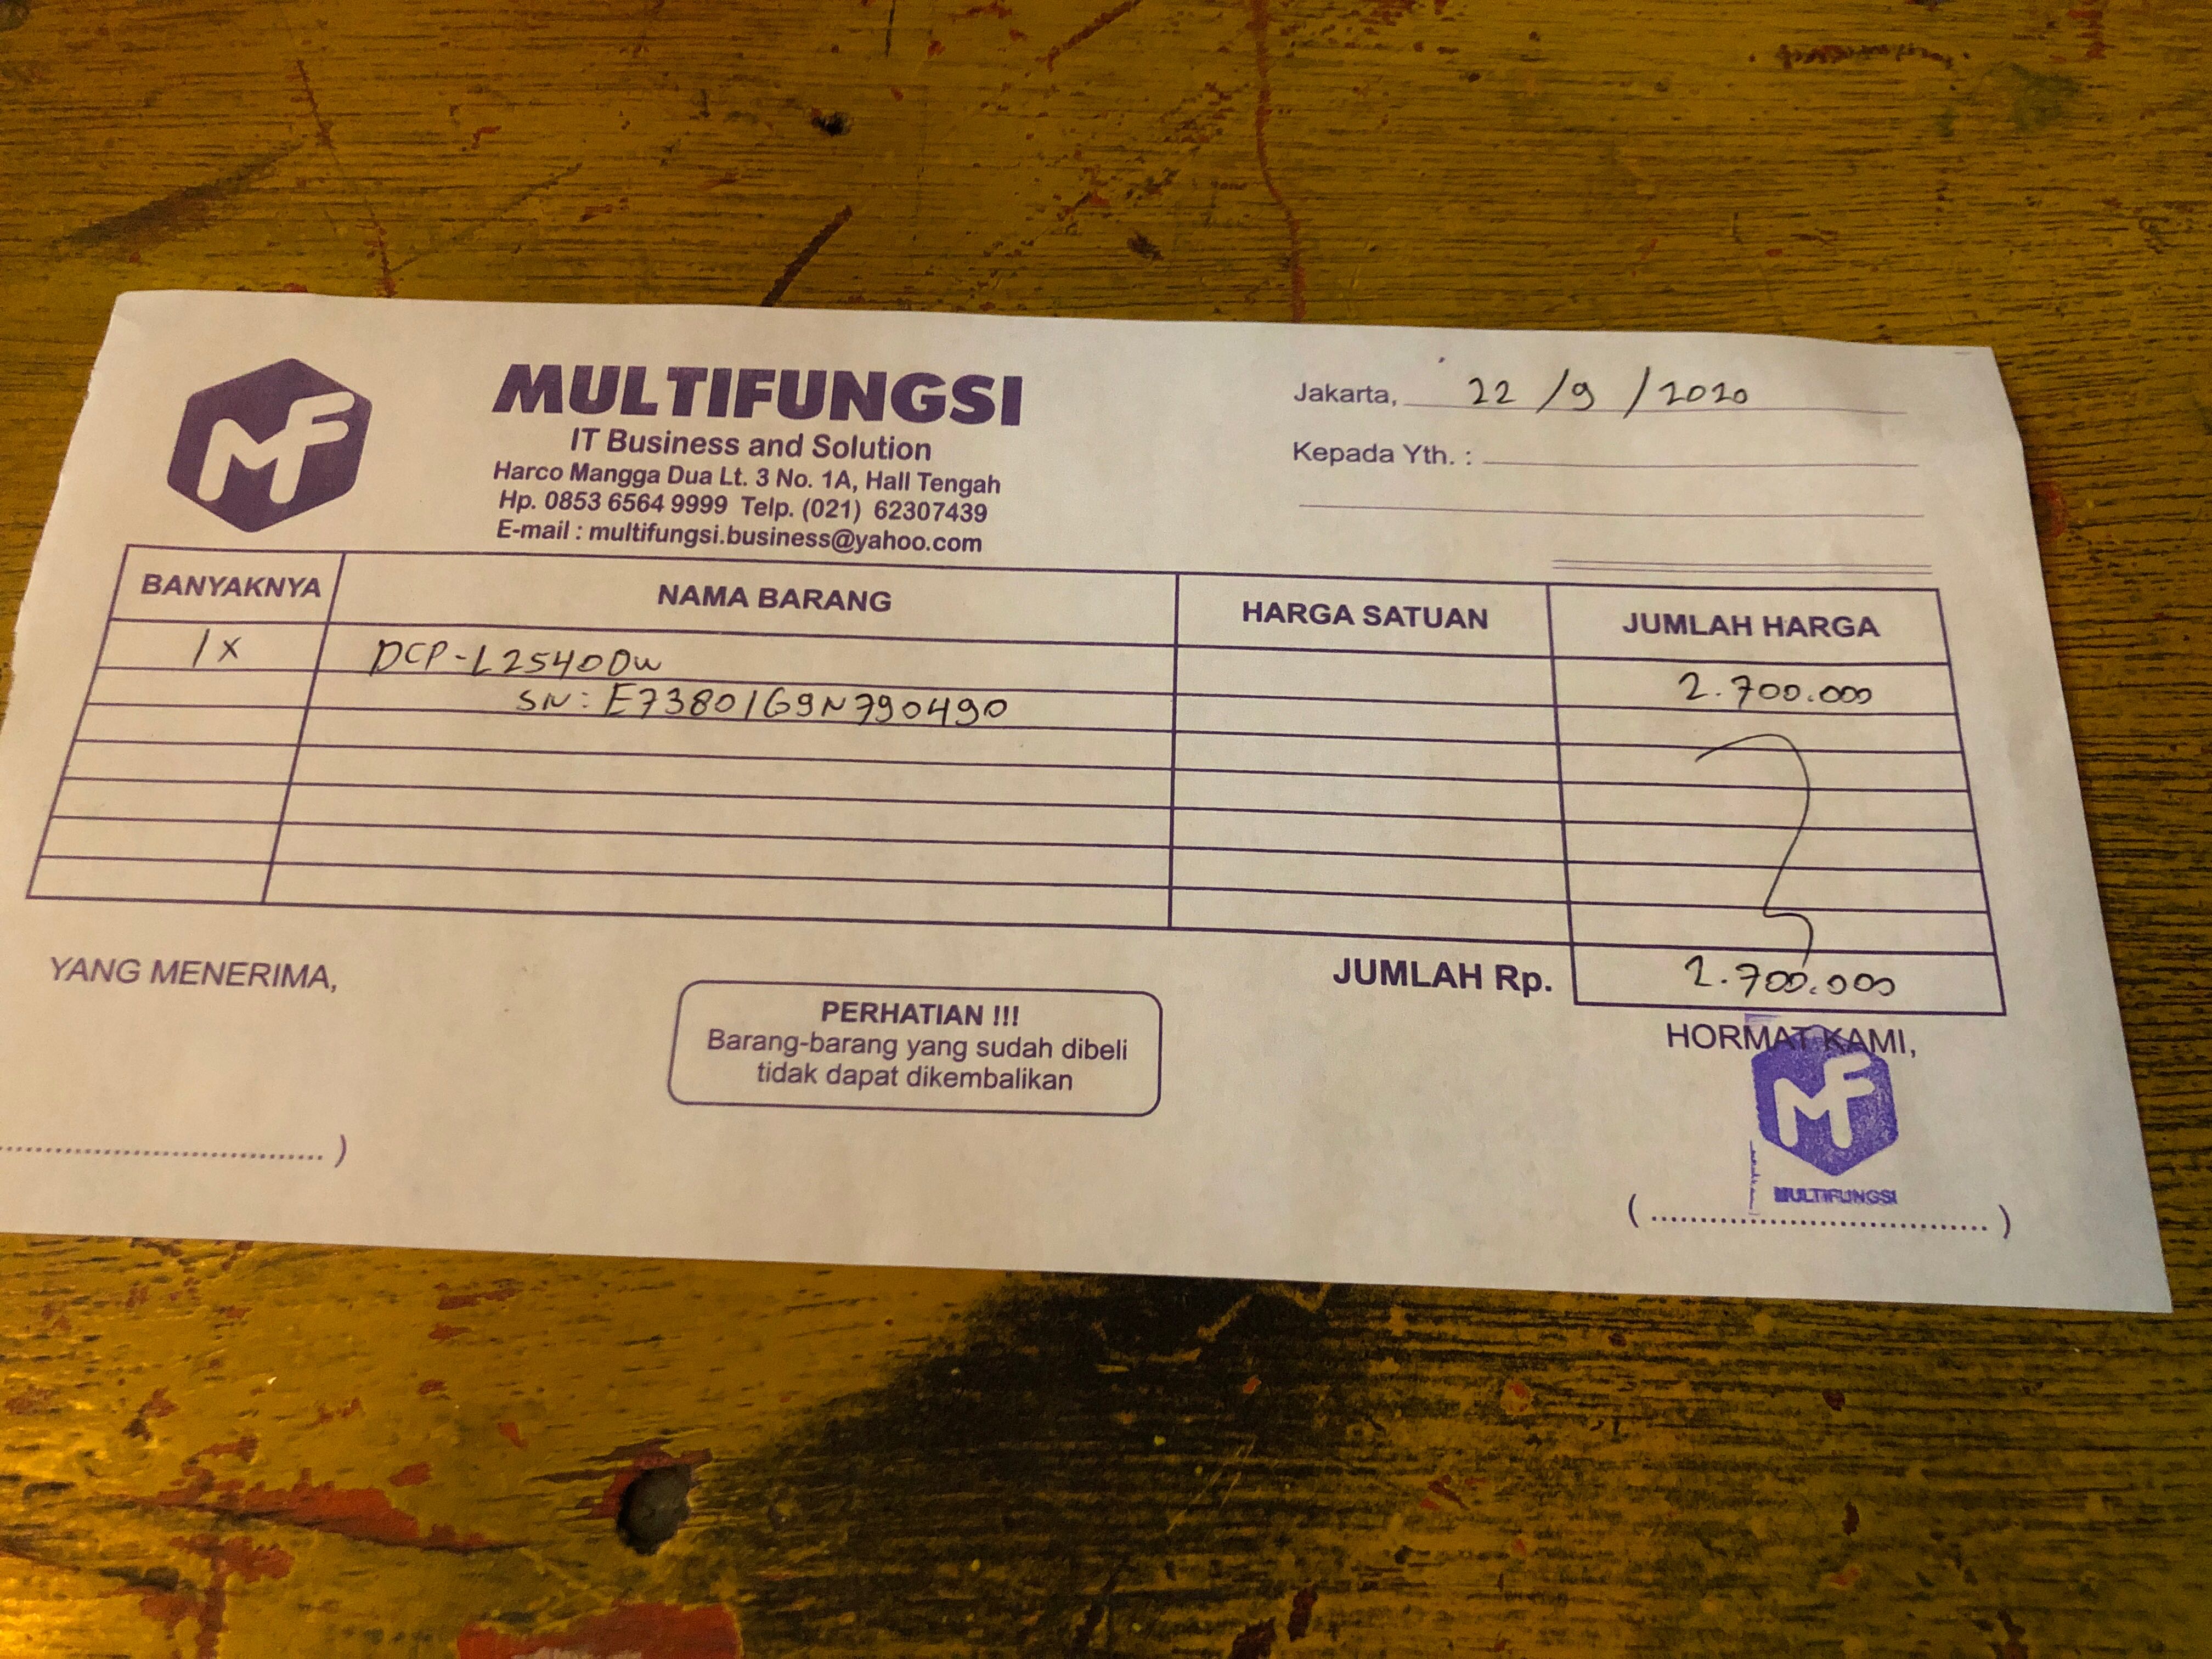 MF
MULTIFUNGSI
IT Business and Solution
Harco Mangga Dua Lt. 3 No. 1A, Hall Tengah
Hp. 0853 6564 9999 Telp. (021) 62307439
E-mail : multifungsi.business@yahoo.com
Jakarta, 22 / 9 / 2020
Kepada Yth. :
BANYAKNYA NAMA BARANG HARGA SATUAN JUMLAH HARGA
1X DCP-L2540DW 2.700.000
SN: E73801G9N790490
YANG MENERIMA,
JUMLAH Rp. 2.700.000
PERHATIAN !!!
Barang-barang yang sudah dibeli
tidak dapat dikembalikan
HORMAT KAMI,
MF
MULTIFUNGSI